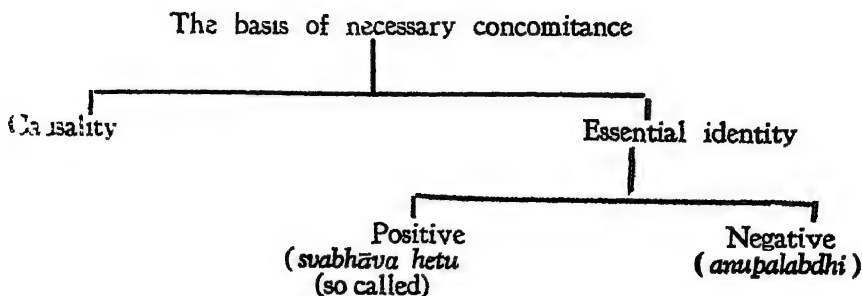 The basis of necessary concomitance
Causality
Essential identity
Positive
(svabhāva hetu
(so called)
Negative
(anupalabdhi)